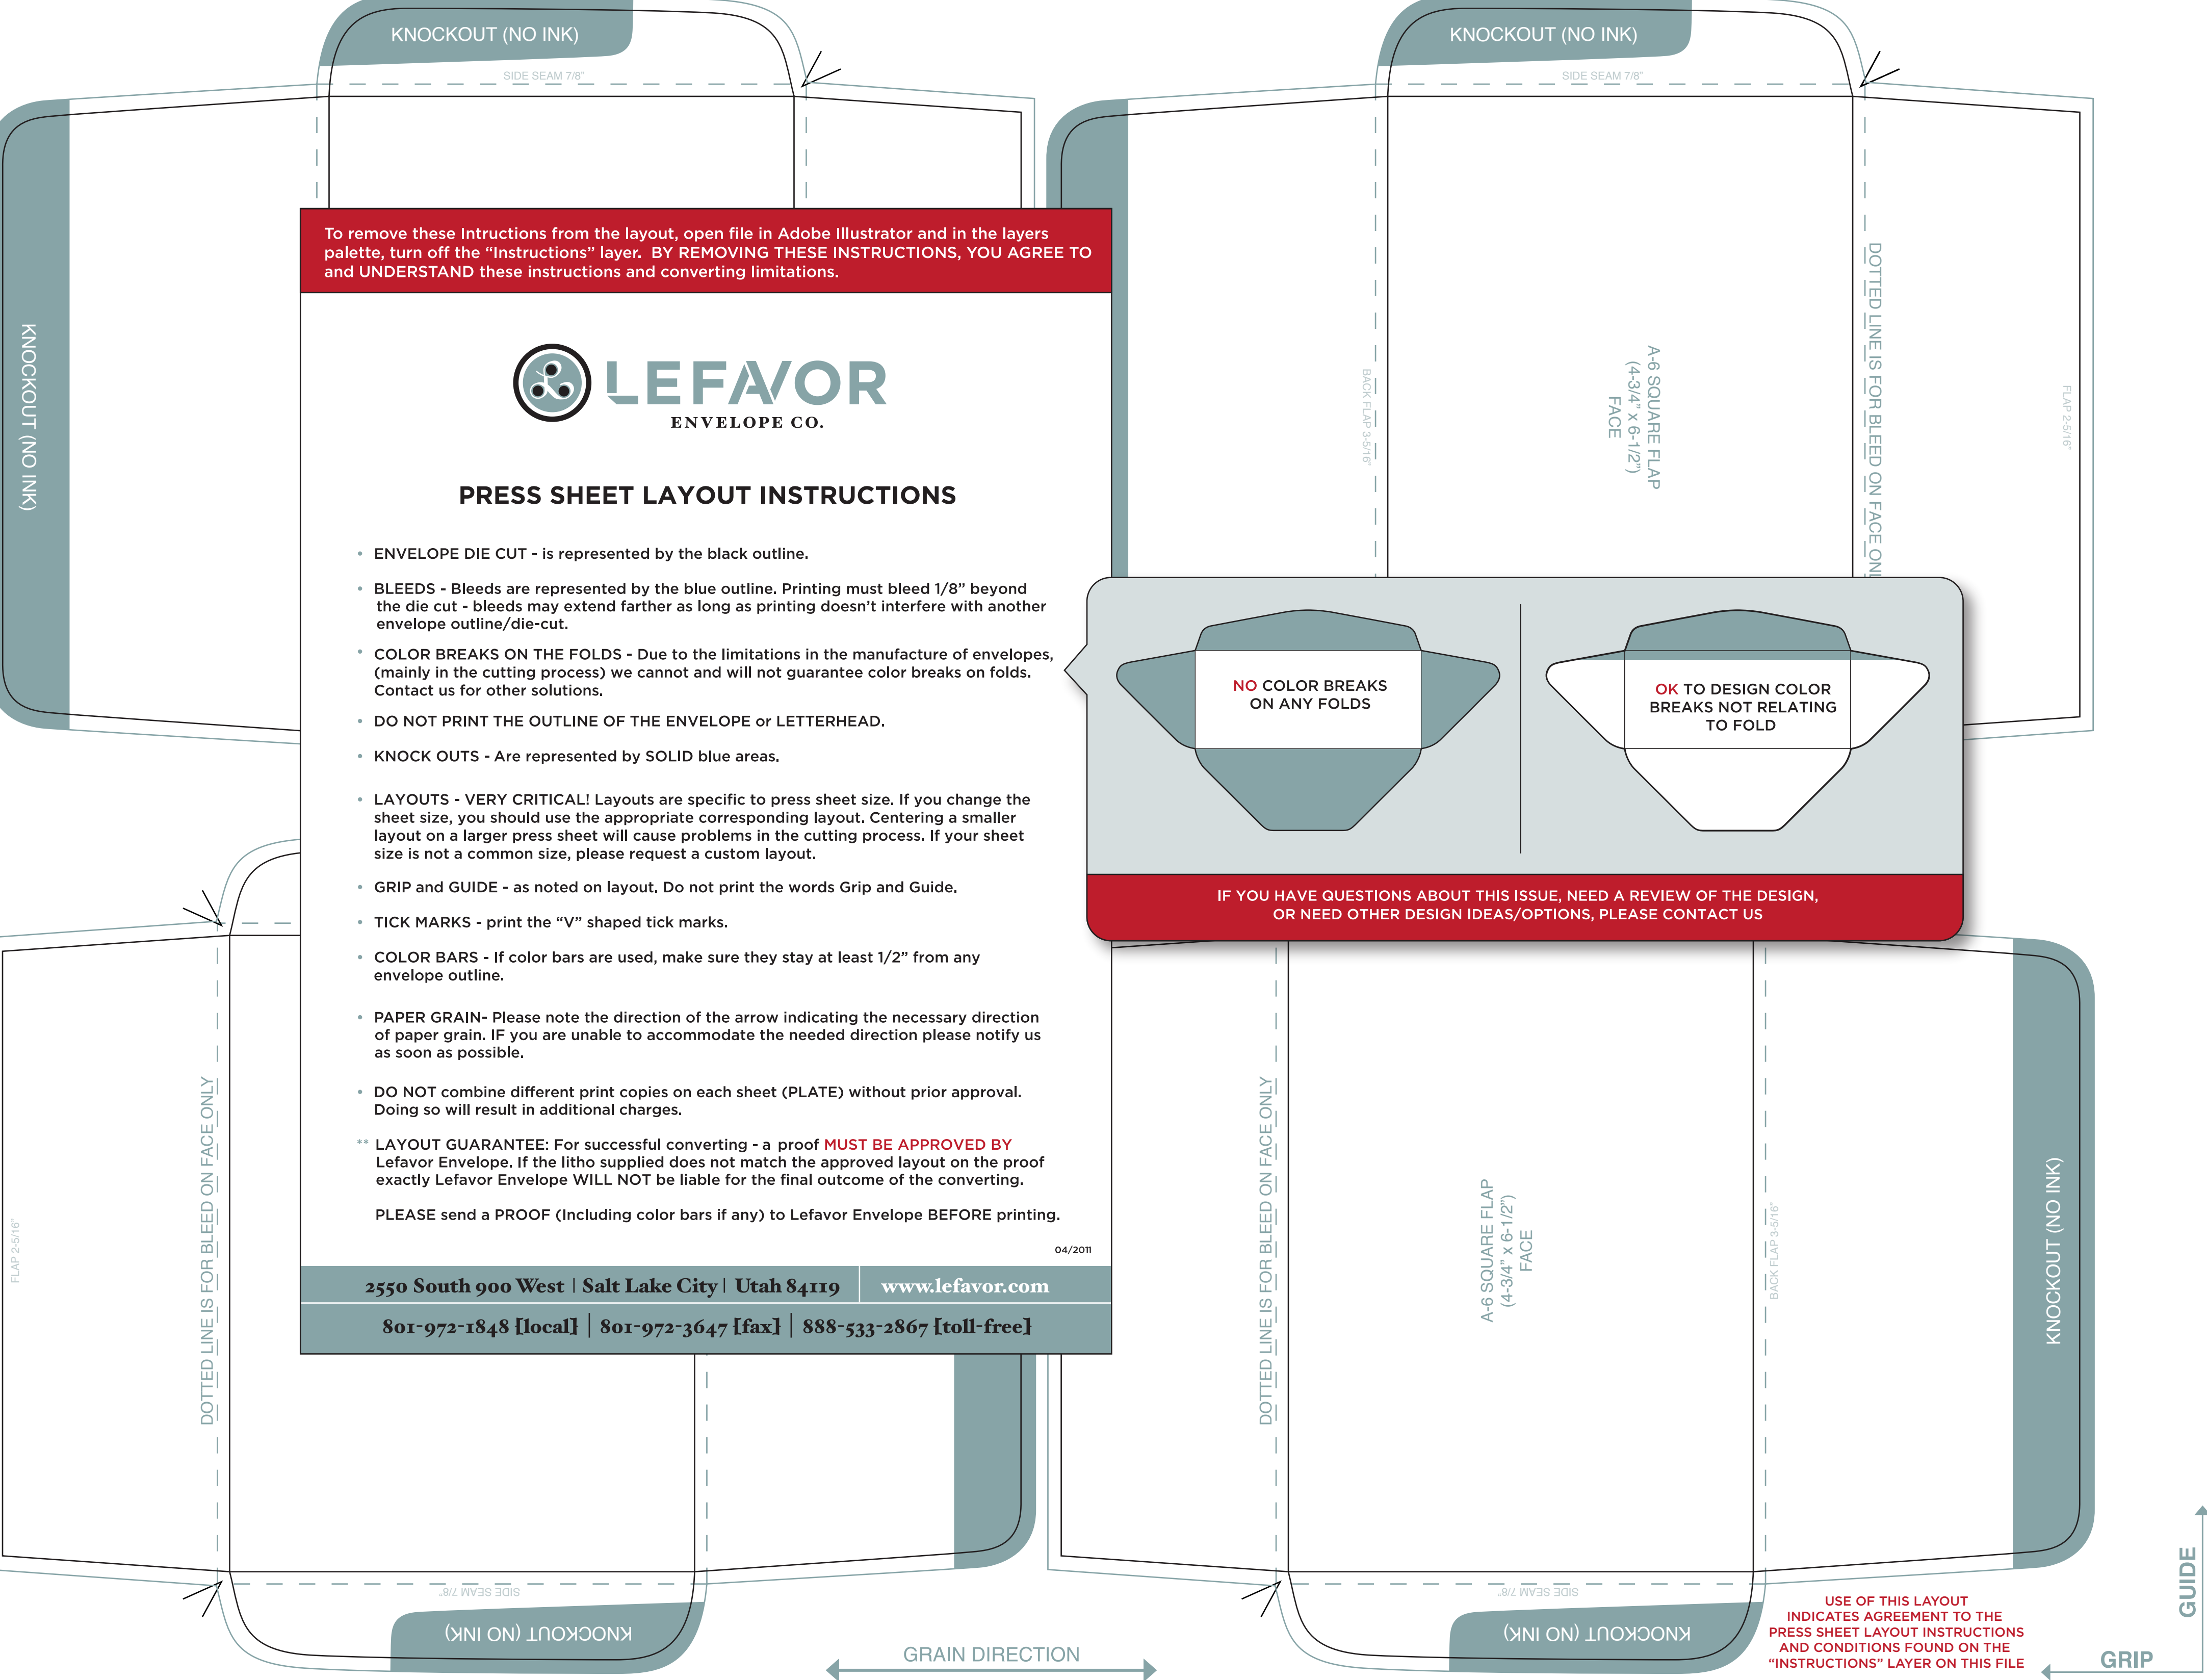 KNOCKOUT (NO INK)
SIDE SEAM 7/8"
KNOCKOUT (NO INK)
SIDE SEAM 7/8"
KNOCKOUT (NO INK)
To remove these Intructions from the layout, open file in Adobe Illustrator and in the layers
palette, turn off the “Instructions” layer. BY REMOVING THESE INSTRUCTIONS, YOU AGREE TO
and UNDERSTAND these instructions and converting limitations.
LEFAVOR
ENVELOPE CO.
PRESS SHEET LAYOUT INSTRUCTIONS
• ENVELOPE DIE CUT - is represented by the black outline.
• BLEEDS - Bleeds are represented by the blue outline. Printing must bleed 1/8” beyond
the die cut - bleeds may extend farther as long as printing doesn’t interfere with another
envelope outline/die-cut.
• COLOR BREAKS ON THE FOLDS - Due to the limitations in the manufacture of envelopes,
(mainly in the cutting process) we cannot and will not guarantee color breaks on folds.
Contact us for other solutions.
• DO NOT PRINT THE OUTLINE OF THE ENVELOPE or LETTERHEAD.
• KNOCK OUTS - Are represented by SOLID blue areas.
• LAYOUTS - VERY CRITICAL! Layouts are specific to press sheet size. If you change the
sheet size, you should use the appropriate corresponding layout. Centering a smaller
layout on a larger press sheet will cause problems in the cutting process. If your sheet
size is not a common size, please request a custom layout.
• GRIP and GUIDE - as noted on layout. Do not print the words Grip and Guide.
• TICK MARKS - print the “V” shaped tick marks.
• COLOR BARS - If color bars are used, make sure they stay at least 1/2” from any
envelope outline.
• PAPER GRAIN- Please note the direction of the arrow indicating the necessary direction
of paper grain. IF you are unable to accommodate the needed direction please notify us
as soon as possible.
• DO NOT combine different print copies on each sheet (PLATE) without prior approval.
Doing so will result in additional charges.
** LAYOUT GUARANTEE: For successful converting - a proof MUST BE APPROVED BY
Lefavor Envelope. If the litho supplied does not match the approved layout on the proof
exactly Lefavor Envelope WILL NOT be liable for the final outcome of the converting.
PLEASE send a PROOF (Including color bars if any) to Lefavor Envelope BEFORE printing.
04/2011
2550 South 900 West | Salt Lake City | Utah 84119
www.lefavor.com
801-972-1848 {local} | 801-972-3647 {fax} | 888-533-2867 {toll-free}
BACK FLAP 3-5/16"
A-6 SQUARE FLAP
(4-3/4” x 6-1/2”)
FACE
DOTTED LINE IS FOR BLEED ON FACE ONL
FLAP 2-5/16"
NO COLOR BREAKS
ON ANY FOLDS
OK TO DESIGN COLOR
BREAKS NOT RELATING
TO FOLD
IF YOU HAVE QUESTIONS ABOUT THIS ISSUE, NEED A REVIEW OF THE DESIGN,
OR NEED OTHER DESIGN IDEAS/OPTIONS, PLEASE CONTACT US
FLAP 2-5/16"
DOTTED LINE IS FOR BLEED ON FACE ONLY
DOTTED LINE IS FOR BLEED ON FACE ONLY
A-6 SQUARE FLAP
(4-3/4” x 6-1/2”)
FACE
BACK FLAP 3-5/16"
KNOCKOUT (NO INK)
SIDE SEAM 7/8"
KNOCKOUT (NO INK)
SIDE SEAM 7/8"
KNOCKOUT (NO INK)
GRAIN DIRECTION
USE OF THIS LAYOUT
INDICATES AGREEMENT TO THE
PRESS SHEET LAYOUT INSTRUCTIONS
AND CONDITIONS FOUND ON THE
“INSTRUCTIONS” LAYER ON THIS FILE
GUIDE
GRIP